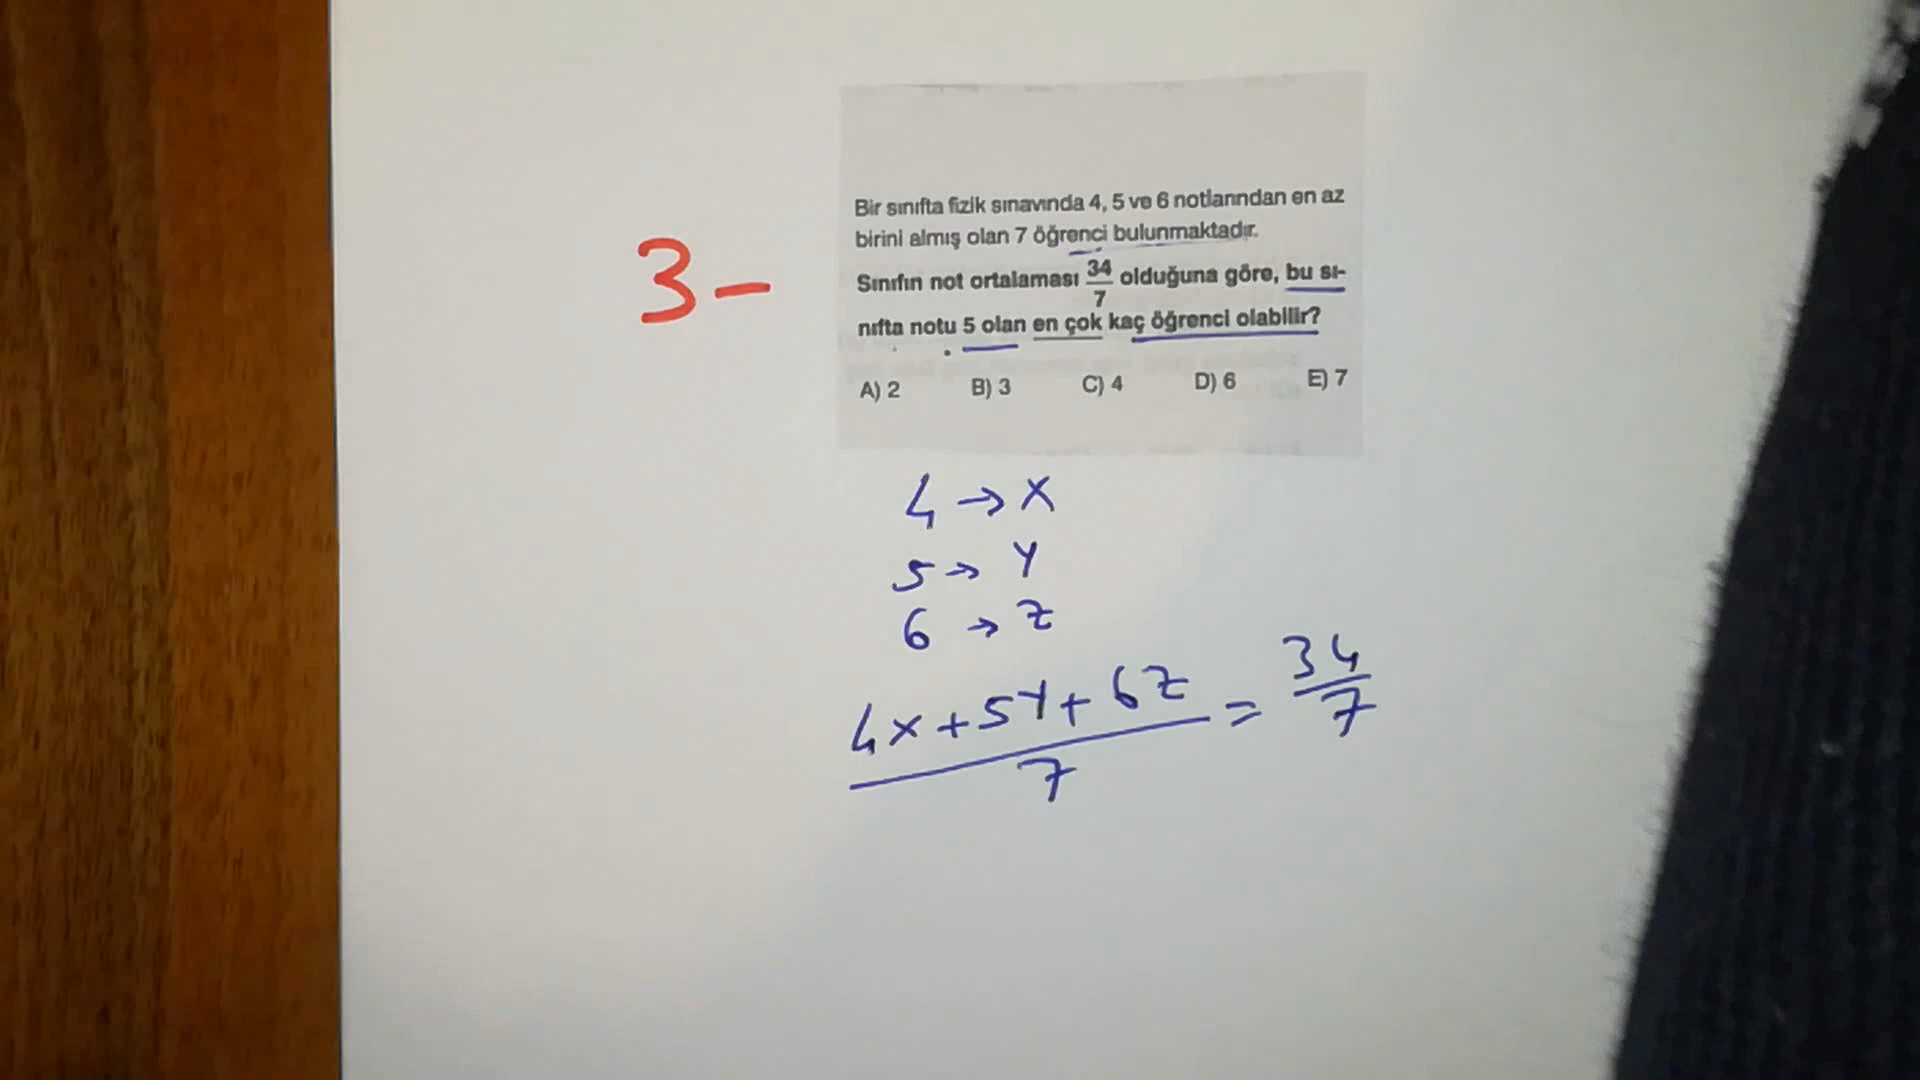 3-
Bir sınıfta fizik sınavında 4, 5 ve 6 notlarından en az
birini almış olan 7 öğrenci bulunmaktadır.
Sınıfın not ortalaması 34/7 olduğuna göre, bu sı-
nıfta notu 5 olan en çok kaç öğrenci olabilir?
A) 2 B) 3 C) 4 D) 6 E) 7
4 → X
5 → Y
6 → Z
4X+5Y+6Z/7 = 34/7